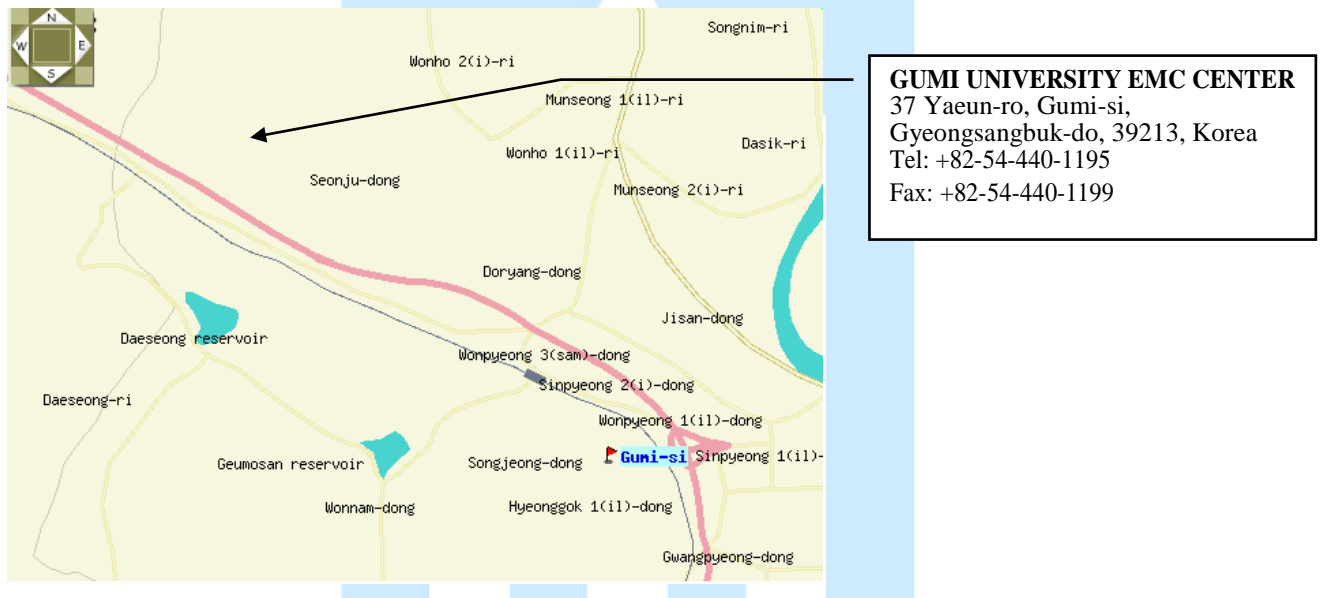 N
W E
S
Songnim-ri
Wonho 2(i)-ri
Munseong 1(il)-ri
Dasik-ri
Wonho 1(il)-ri
Seonju-dong
Munseong 2(i)-ri
Doryang-dong
Jisan-dong
Daeseong reservoir
Wonpyeong 3(sam)-dong
Sinpyeong 2(i)-dong
Daeseong-ri
Wonpyeong 1(il)-dong
Gumi-si
Sinpyeong 1(il)-
Geumosan reservoir
Songjeong-dong
Wonnam-dong
Hyeonggok 1(il)-dong
Gwangpyeong-dong
GUMI UNIVERSITY EMC CENTER
37 Yaeun-ro, Gumi-si,
Gyeongsangbuk-do, 39213, Korea
Tel: +82-54-440-1195
Fax: +82-54-440-1199